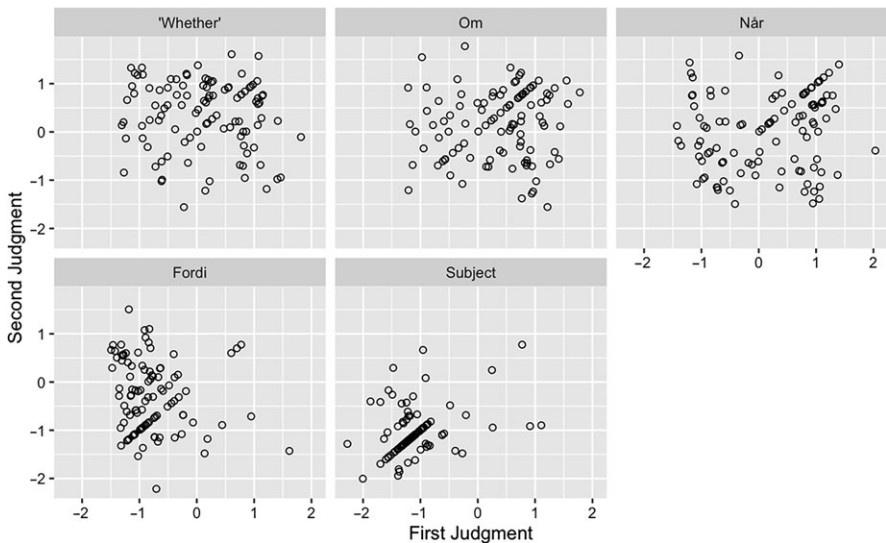 'Whether' Om Når
1
0
−1
−2
−2 −1 0 1 2
Fordi Subject
1
0
−1
−2
−2 −1 0 1 2 −2 −1 0 1 2
Second Judgment
First Judgment